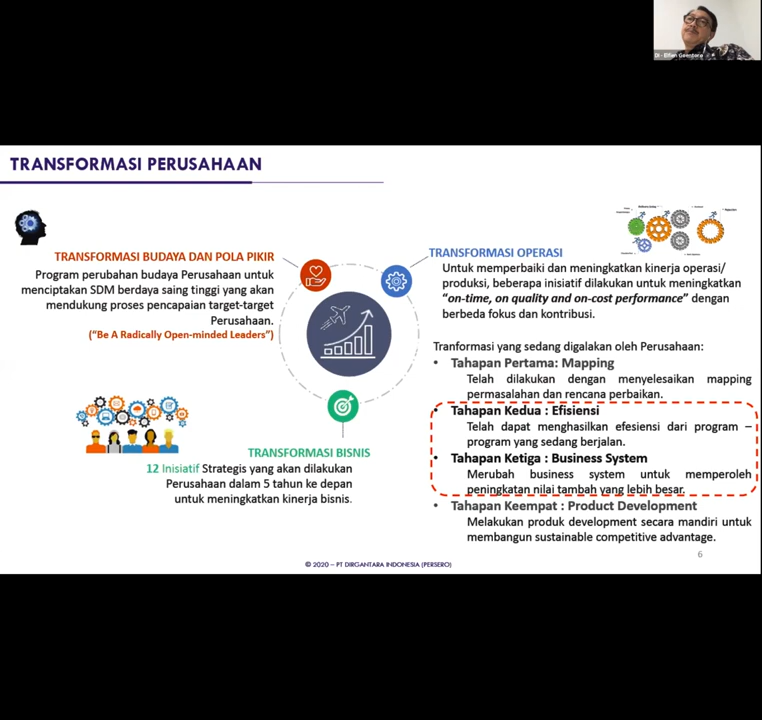 TRANSFORMASI PERUSAHAAN
TRANSFORMASI BUDAYA DAN POLA PIKIR
Program perubahan budaya Perusahaan untuk
menciptakan SDM berdaya saing tinggi yang akan
mendukung proses pencapaian target-target
Perusahaan.
("Be A Radically Open-minded Leaders")
TRANSFORMASI BISNIS
12 Inisiatif Strategis yang akan dilakukan
Perusahaan dalam 5 tahun ke depan
untuk meningkatkan kinerja bisnis.
TRANSFORMASI OPERASI
Untuk memperbaiki dan meningkatkan kinerja operasi/
produksi, beberapa inisiatif dilakukan untuk meningkatkan
"on-time, on quality and on-cost performance" dengan
berbeda fokus dan kontribusi.
Tranformasi yang sedang digalakan oleh Perusahaan:
• Tahapan Pertama: Mapping
Telah dilakukan dengan menyelesaikan mapping
permasalahan dan rencana perbaikan.
• Tahapan Kedua : Efisiensi
Telah dapat menghasilkan efesiensi dari program –
program yang sedang berjalan.
• Tahapan Ketiga : Business System
Merubah business system untuk memperoleh
peningkatan nilai tambah yang lebih besar.
• Tahapan Keempat : Product Development
Melakukan produk development secara mandiri untuk
membangun sustainable competitive advantage.
6
© 2020 – PT DIRGANTARA INDONESIA (PERSERO)